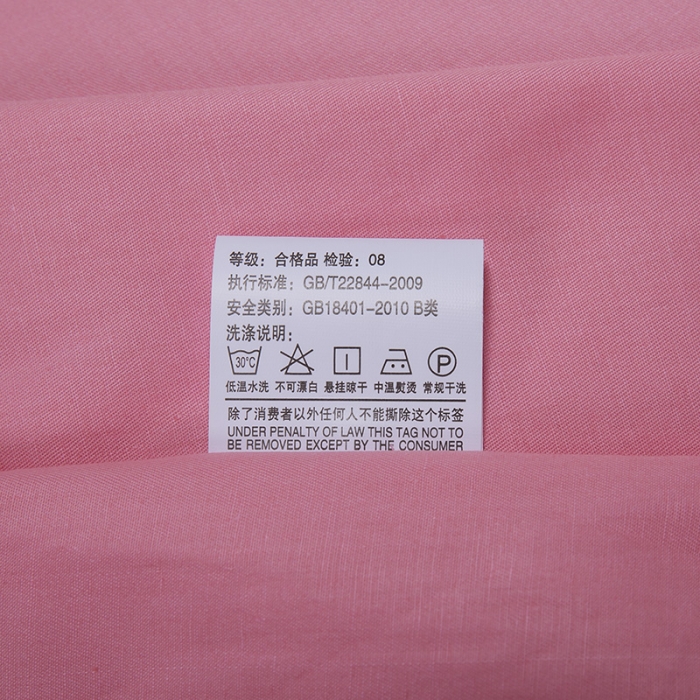 等级：合格品 检验：08
执行标准：GB/T22844-2009
安全类别：GB18401-2010 B类
洗涤说明：
30°C P
低温水洗 不可漂白 悬挂晾干 中温熨烫 常规干洗
除了消费者以外任何人不能撕除这个标签
UNDER PENALTY OF LAW THIS TAG NOT TO
BE REMOVED EXCEPT BY THE CONSUMER